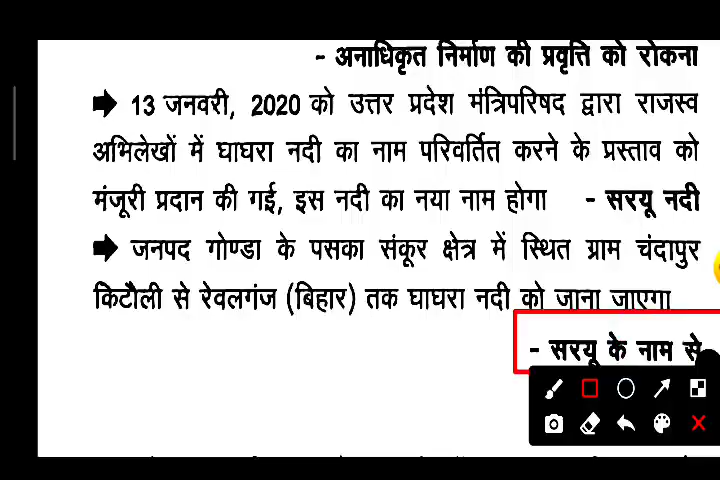 - अनाधिकृत निर्माण की प्रवृत्ति को रोकना
➡ 13 जनवरी, 2020 को उत्तर प्रदेश मंत्रिपरिषद द्वारा राजस्व
अभिलेखों में घाघरा नदी का नाम परिवर्तित करने के प्रस्ताव को
मंजूरी प्रदान की गई, इस नदी का नया नाम होगा - सरयू नदी
➡ जनपद गोण्डा के पसका संकूर क्षेत्र में स्थित ग्राम चंदापुर
किटौली से रेवलगंज (बिहार) तक घाघरा नदी को जाना जाएगा
- सरयू के नाम से